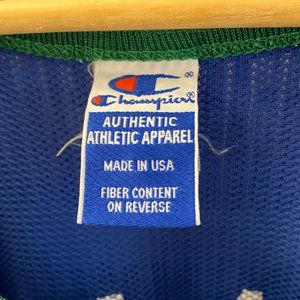 Champion®
AUTHENTIC
ATHLETIC APPAREL
MADE IN USA
FIBER CONTENT
ON REVERSE